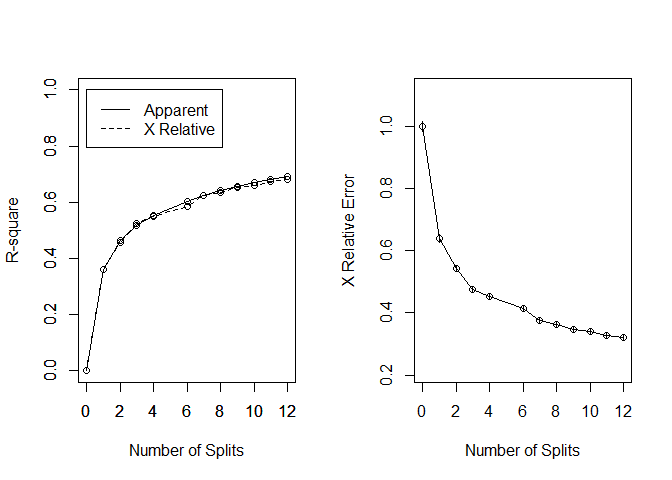 R-square
0.0 0.2 0.4 0.6 0.8 1.0
Apparent
X Relative
0 2 4 6 8 10 12
Number of Splits
X Relative Error
0.2 0.4 0.6 0.8 1.0
0 2 4 6 8 10 12
Number of Splits